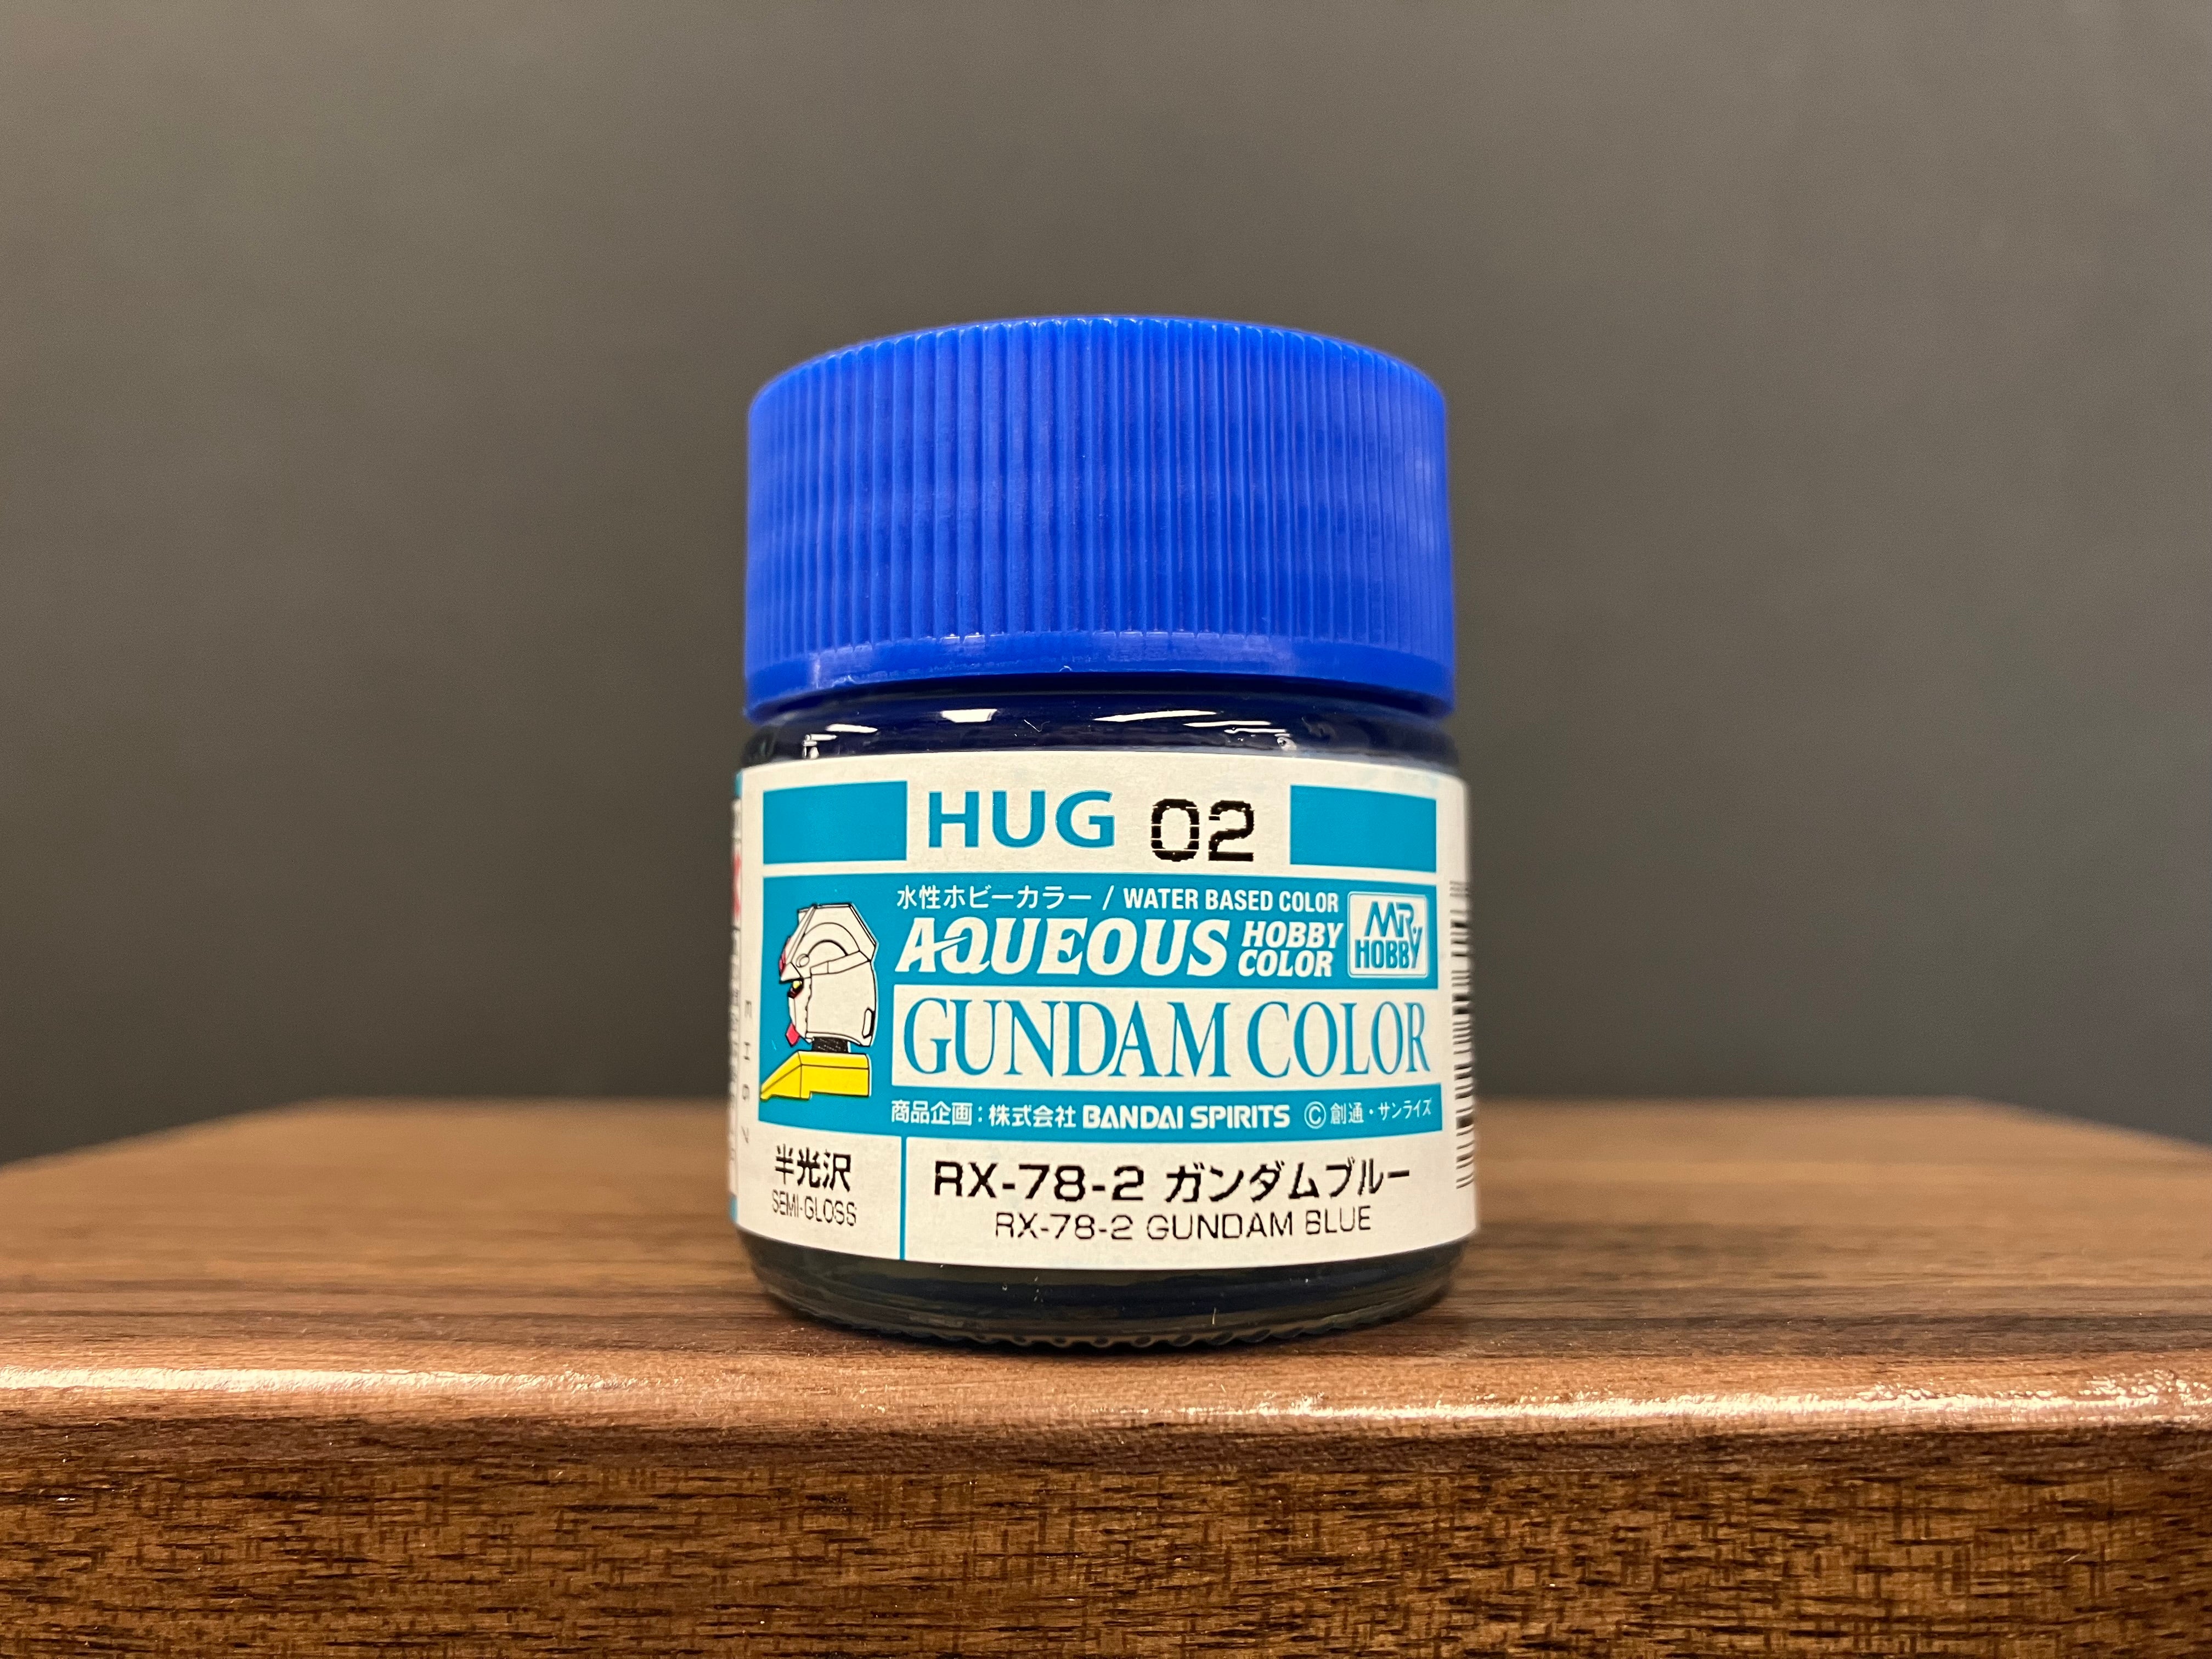 HUG 02
水性ホビーカラー / WATER BASED COLOR
AQUEOUS HOBBY COLOR
MR. HOBBY
GUNDAM COLOR
商品企画:株式会社 BANDAI SPIRITS ©創通・サンライズ
半光沢
SEMI-GLOSS
RX-78-2 ガンダムブルー
RX-78-2 GUNDAM BLUE